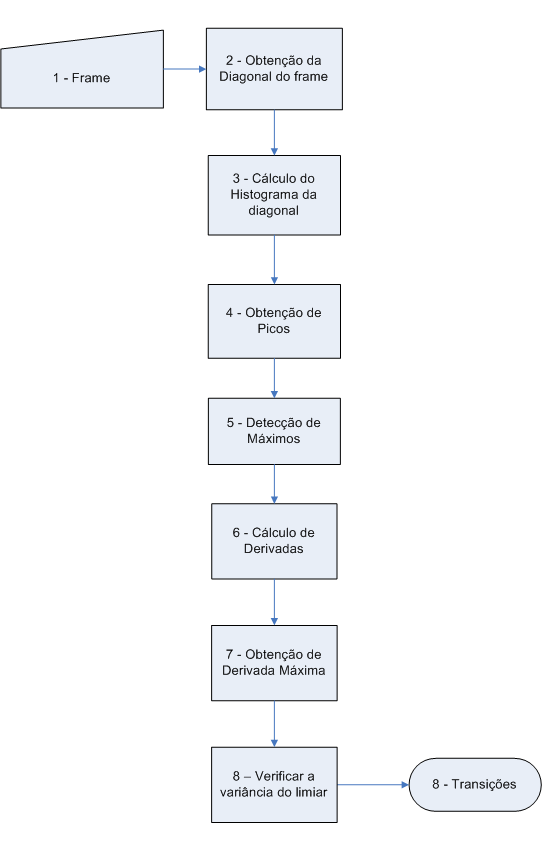 1 - Frame
2 - Obtenção da
Diagonal do frame
3 - Cálculo do
Histograma da
diagonal
4 - Obtenção de
Picos
5 - Detecção de
Máximos
6 - Cálculo de
Derivadas
7 - Obtenção de
Derivada Máxima
8 – Verificar a
variância do limiar
8 - Transições